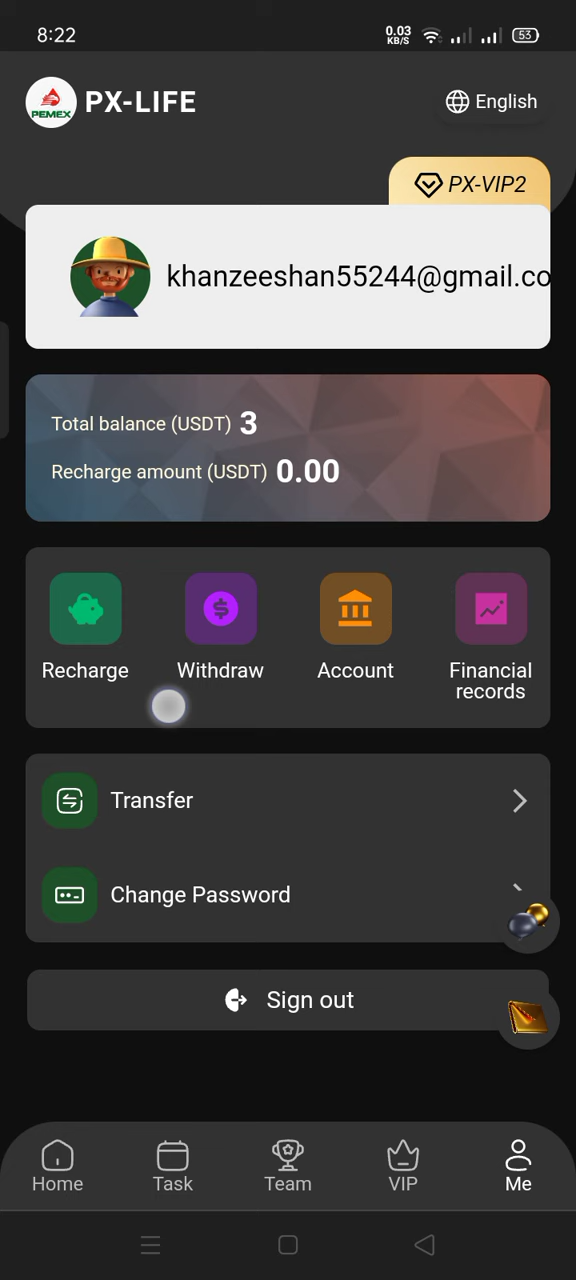 8:22
0.03
KB/S
53
PEMEX
PX-LIFE
English
PX-VIP2
khanzeeshan55244@gmail.co
Total balance (USDT) 3
Recharge amount (USDT) 0.00
Recharge
Withdraw
Account
Financial
records
Transfer
Change Password
Sign out
Home
Task
Team
VIP
Me